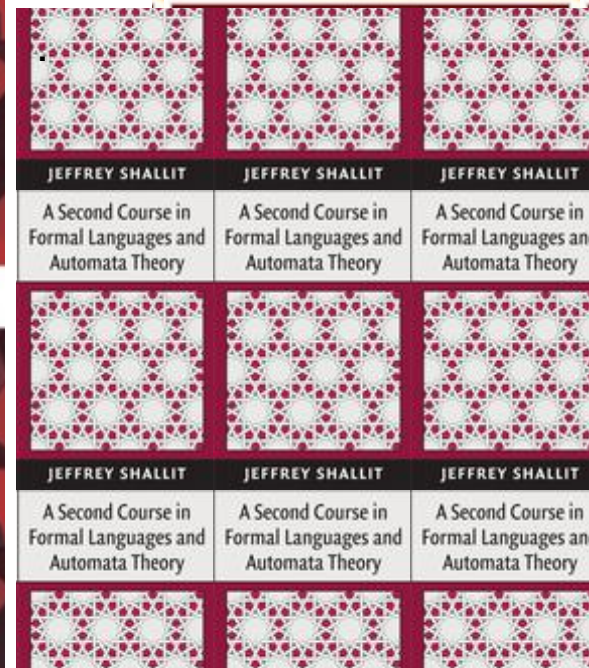 JEFFREY SHALLIT JEFFREY SHALLIT JEFFREY SHALLIT
A Second Course in A Second Course in A Second Course in
Formal Languages and Formal Languages and Formal Languages an
Automata Theory Automata Theory Automata Theory
JEFFREY SHALLIT JEFFREY SHALLIT JEFFREY SHALLIT
A Second Course in A Second Course in A Second Course in
Formal Languages and Formal Languages and Formal Languages an
Automata Theory Automata Theory Automata Theory